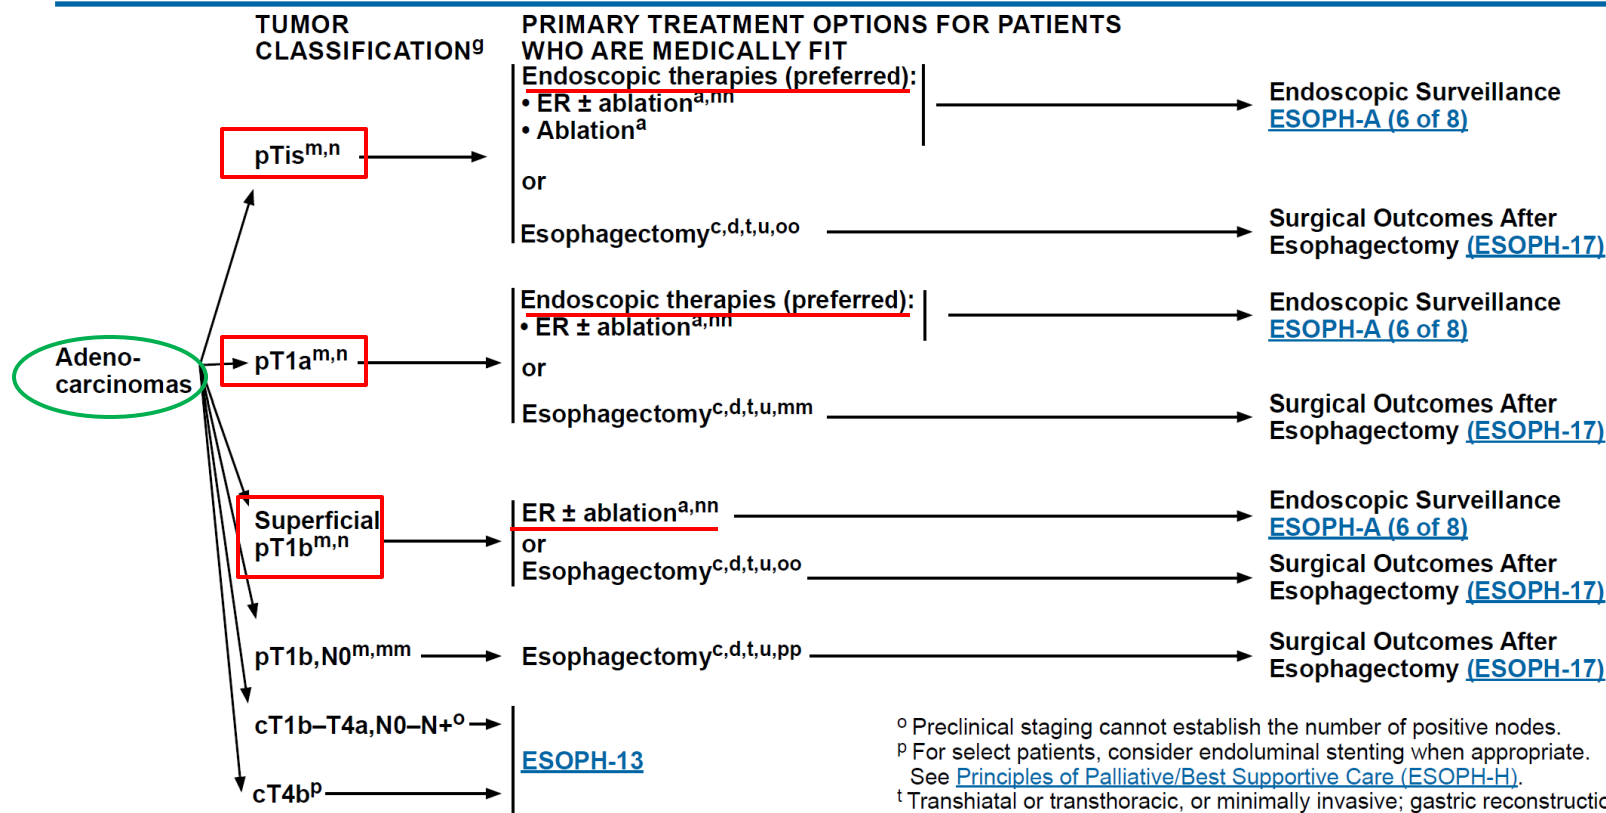 TUMOR
CLASSIFICATIONg
PRIMARY TREATMENT OPTIONS FOR PATIENTS
WHO ARE MEDICALLY FIT
Endoscopic therapies (preferred):
• ER ± ablationa,nn
• Ablationa
Endoscopic Surveillance
ESOPH-A (6 of 8)
pTism,n
or
Esophagectomyc,d,t,u,oo
Surgical Outcomes After
Esophagectomy (ESOPH-17)
Endoscopic therapies (preferred):
• ER ± ablationa,nn
Endoscopic Surveillance
ESOPH-A (6 of 8)
Adeno-
carcinomas
pT1am,n
or
Esophagectomyc,d,t,u,mm
Surgical Outcomes After
Esophagectomy (ESOPH-17)
Superficial
pT1bm,n
ER ± ablationa,nn
Endoscopic Surveillance
ESOPH-A (6 of 8)
or
Esophagectomyc,d,t,u,oo
Surgical Outcomes After
Esophagectomy (ESOPH-17)
pT1b,N0m,mm
Esophagectomyc,d,t,u,pp
Surgical Outcomes After
Esophagectomy (ESOPH-17)
cT1b–T4a,N0–N+o
ESOPH-13
cT4bp
o Preclinical staging cannot establish the number of positive nodes.
p For select patients, consider endoluminal stenting when appropriate.
See Principles of Palliative/Best Supportive Care (ESOPH-H).
t Transhiatal or transthoracic, or minimally invasive; gastric